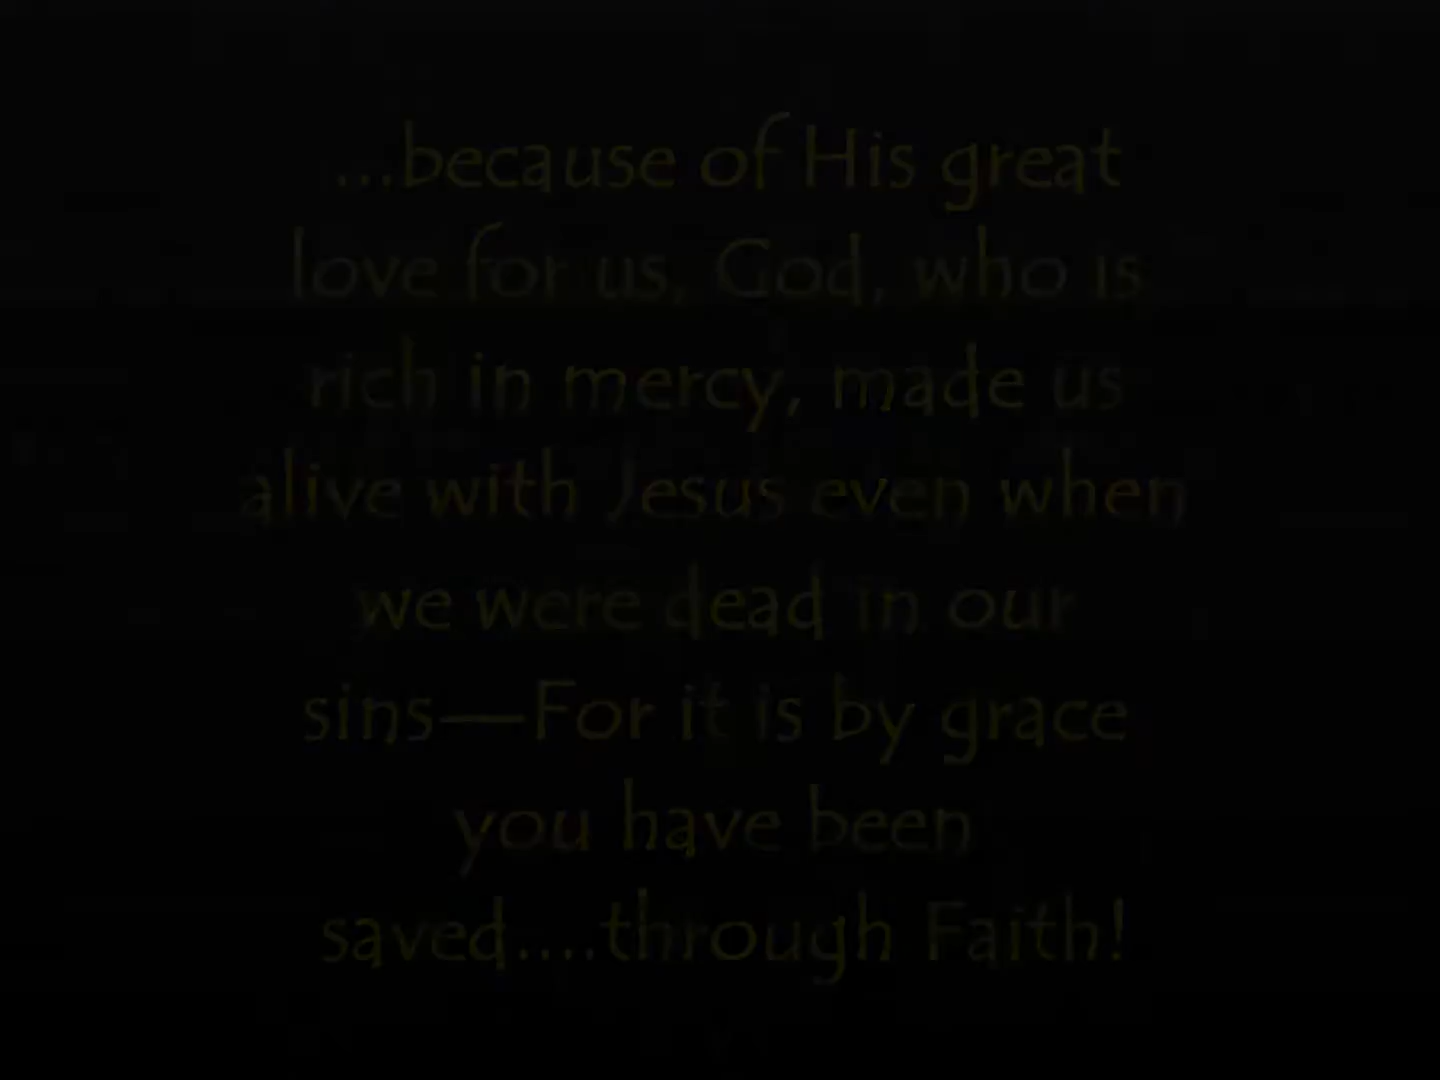 ...because of His great
love for us, God, who is
rich in mercy, made us
alive with Jesus even when
we were dead in our
sins—For it is by grace
you have been
saved....through Faith!